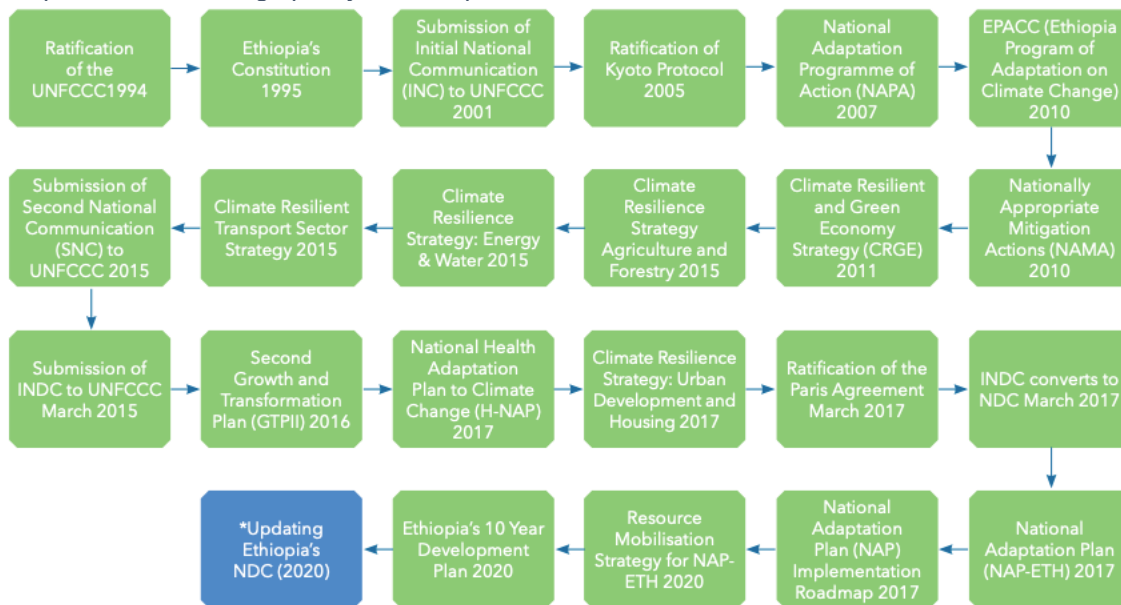 Ratification
of the
UNFCCC1994
Ethiopia's
Constitution
1995
Submission of
Initial National
Communication
(INC) to UNFCCC
2001
Ratification of
Kyoto Protocol
2005
National
Adaptation
Programme of
Action (NAPA)
2007
EPACC (Ethiopia
Program of
Adaptation on
Climate Change)
2010
Submission of
Second National
Communication
(SNC) to
UNFCCC 2015
Climate Resilient
Transport Sector
Strategy 2015
Climate
Resilience
Strategy: Energy
& Water 2015
Climate
Resilience
Strategy
Agriculture and
Forestry 2015
Climate Resilient
and Green
Economy
Strategy (CRGE)
2011
Nationally
Appropriate
Mitigation
Actions (NAMA)
2010
Submission of
INDC to UNFCCC
March 2015
Second
Growth and
Transformation
Plan (GTPII) 2016
National Health
Adaptation
Plan to Climate
Change (H-NAP)
2017
Climate Resilience
Strategy: Urban
Development and
Housing 2017
Ratification of the
Paris Agreement
March 2017
INDC converts to
NDC March 2017
*Updating
Ethiopia's
NDC (2020)
Ethiopia's 10 Year
Development
Plan 2020
Resource
Mobilisation
Strategy for NAP-
ETH 2020
National
Adaptation
Plan (NAP)
Implementation
Roadmap 2017
National
Adaptation Plan
(NAP-ETH) 2017